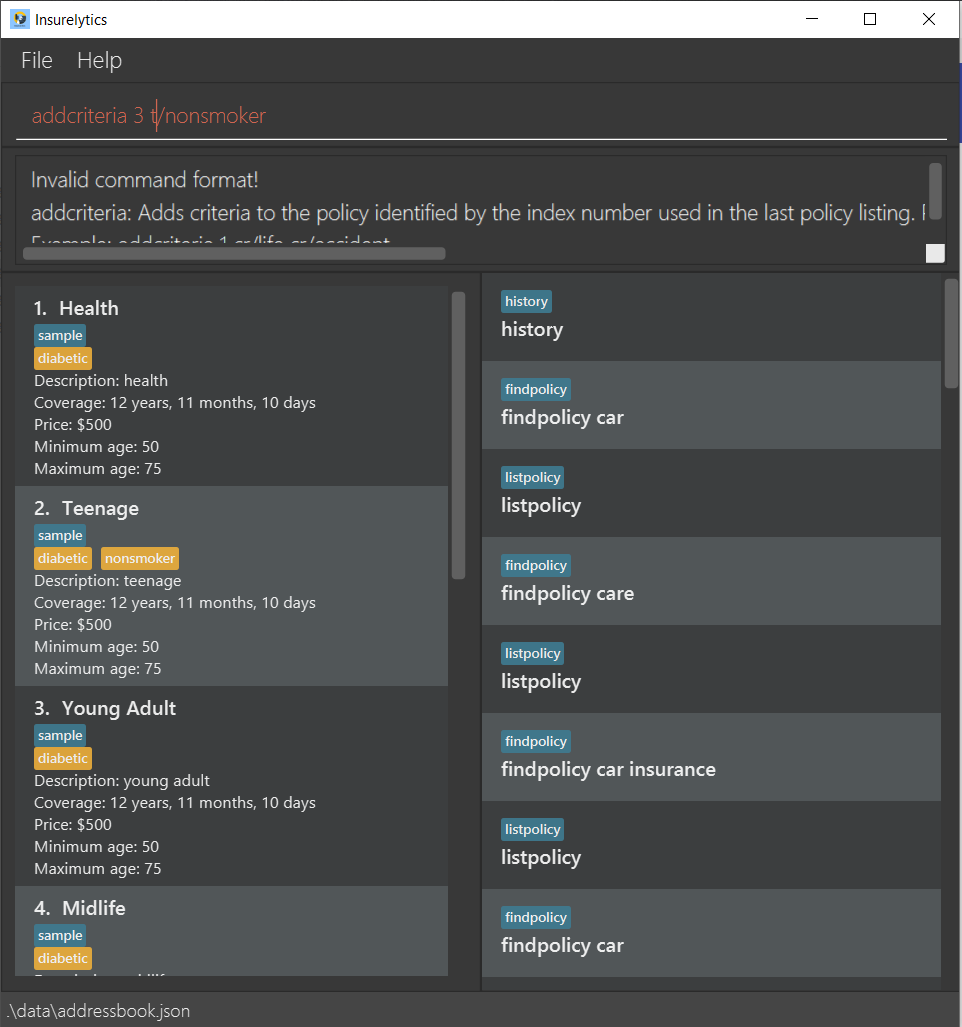 Insurelytics
File Help
addcriteria 3 t/nonsmoker
Invalid command format!
addcriteria: Adds criteria to the policy identified by the index number used in the last policy listing.
Example: addcriteria 1 cr/life cr/accident
1. Health
sample
diabetic
Description: health
Coverage: 12 years, 11 months, 10 days
Price: $500
Minimum age: 50
Maximum age: 75
2. Teenage
sample
diabetic nonsmoker
Description: teenage
Coverage: 12 years, 11 months, 10 days
Price: $500
Minimum age: 50
Maximum age: 75
3. Young Adult
sample
diabetic
Description: young adult
Coverage: 12 years, 11 months, 10 days
Price: $500
Minimum age: 50
Maximum age: 75
4. Midlife
sample
diabetic
history
history
findpolicy
findpolicy car
listpolicy
listpolicy
findpolicy
findpolicy care
listpolicy
listpolicy
findpolicy
findpolicy car insurance
listpolicy
listpolicy
findpolicy
findpolicy car
.\data\addressbook.json